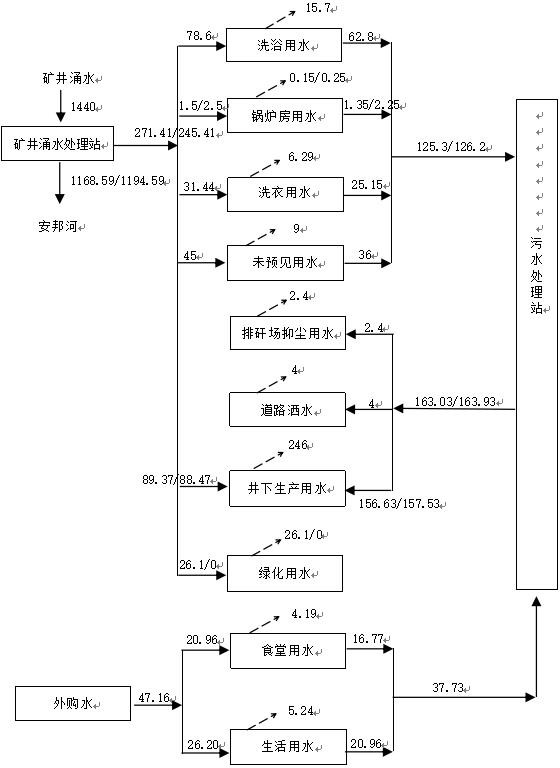 15.7
78.6
洗浴用水
62.8
矿井涌水
0.15/0.25
1440
1.5/2.5
锅炉房用水
1.35/2.25
矿井涌水处理站
271.41/245.41
125.3/126.2
6.29
1168.59/1194.59
31.44
洗衣用水
25.15
安邦河
9
45
未预见用水
36
污水处理站
2.4
排矸场抑尘用水
2.4
4
道路洒水
4
163.03/163.93
246
89.37/88.47
井下生产用水
156.63/157.53
26.1/0
26.1/0
绿化用水
4.19
20.96
食堂用水
16.77
外购水
47.16
37.73
5.24
26.20
生活用水
20.96